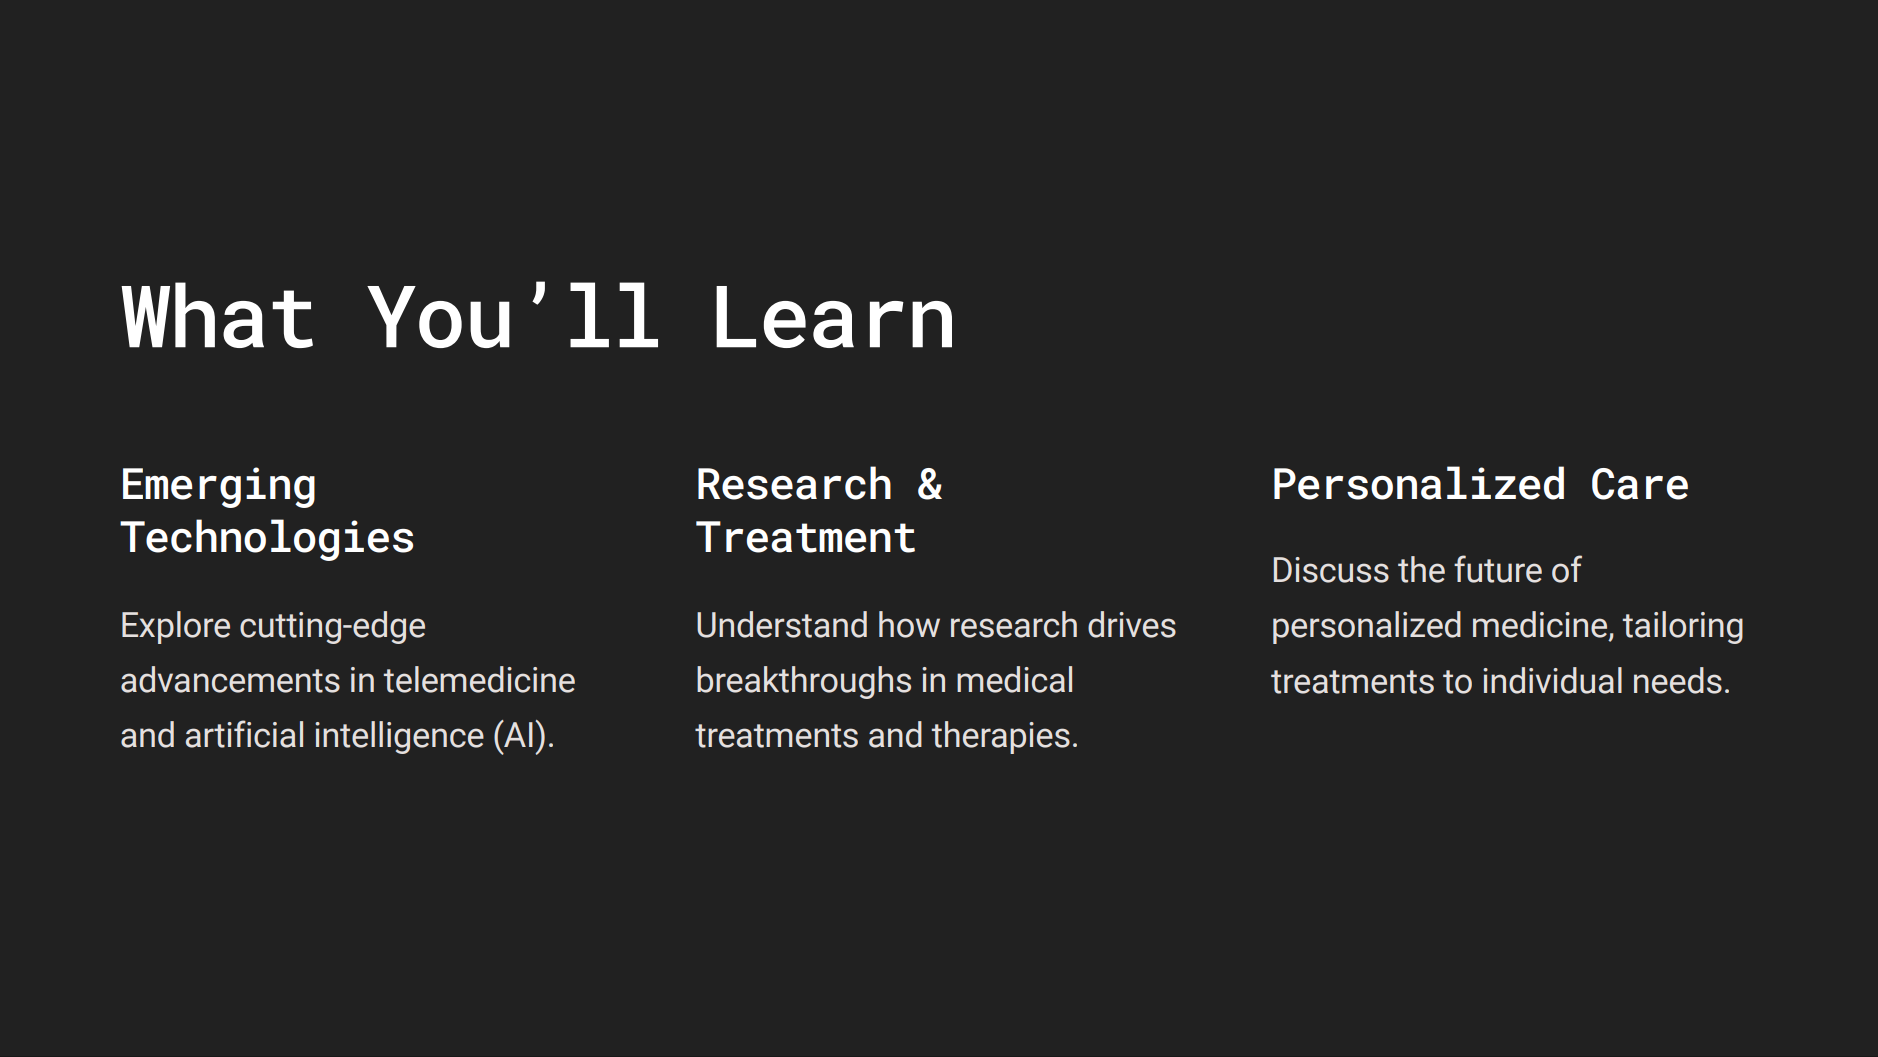 What You’ll Learn
Emerging
Technologies
Explore cutting-edge
advancements in telemedicine
and artificial intelligence (AI).
Research &
Treatment
Understand how research drives
breakthroughs in medical
treatments and therapies.
Personalized Care
Discuss the future of
personalized medicine, tailoring
treatments to individual needs.